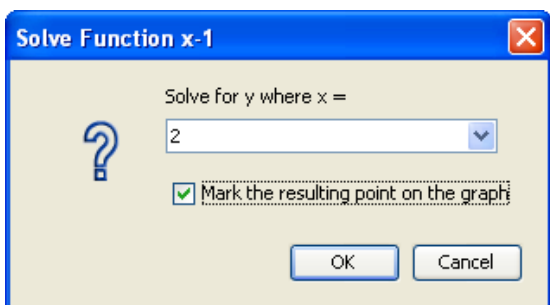 Solve Function x-1
Solve for y where x =
2
Mark the resulting point on the graph
OK
Cancel